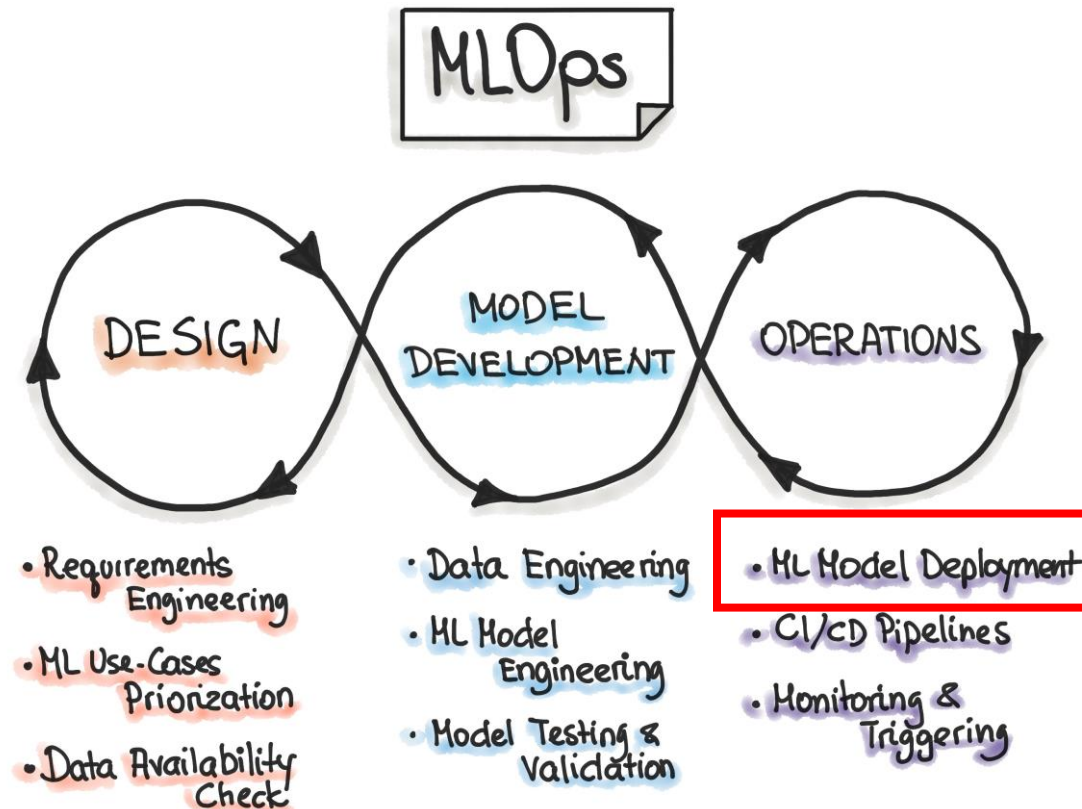 MLOps
DESIGN
MODEL
DEVELOPMENT
OPERATIONS
• Requirements
Engineering
• ML Use-Cases
Priorization
• Data Availability
Check
• Data Engineering
• ML Model
Engineering
• Model Testing &
Validation
• ML Model Deployment
• CI/CD Pipelines
• Monitoring &
Triggering